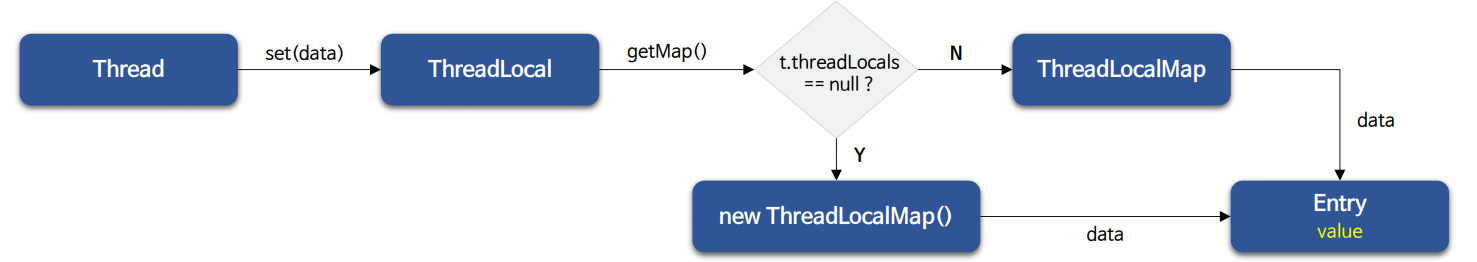 Thread
set(data)
ThreadLocal
getMap()
t.threadLocals
== null ?
N
ThreadLocalMap
data
Y
new ThreadLocalMap()
data
Entry
value